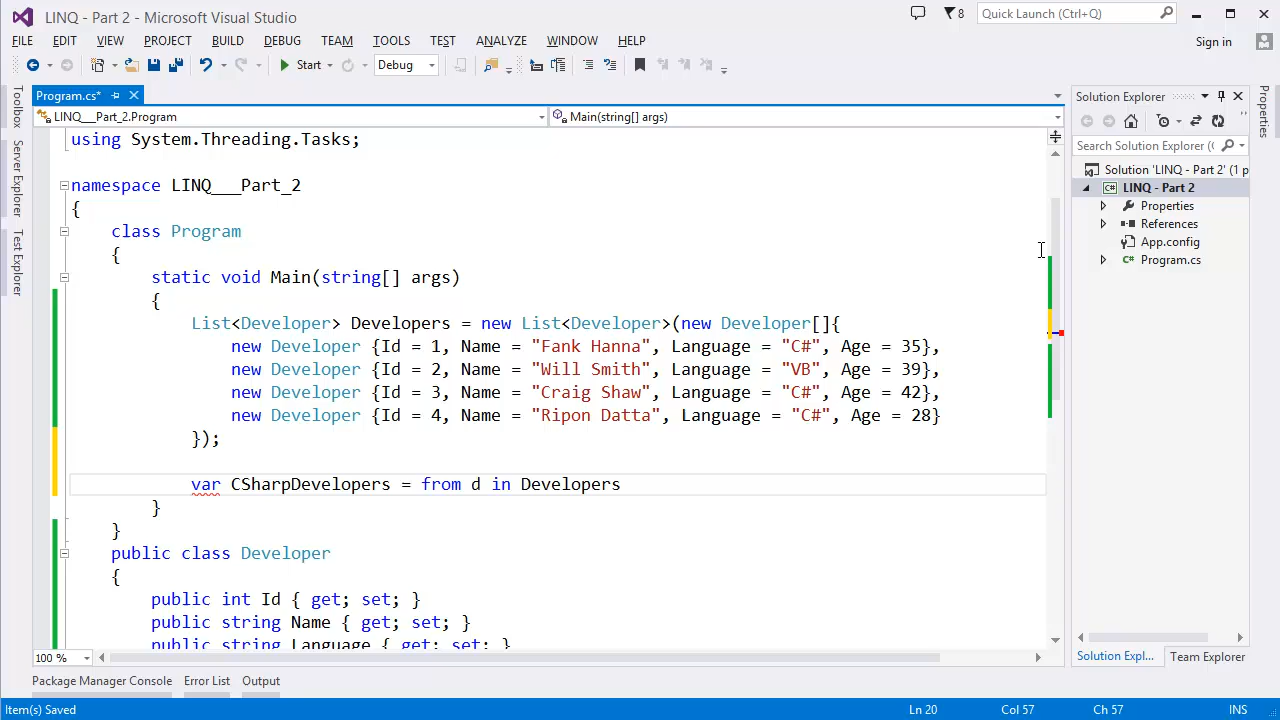 LINQ - Part 2 - Microsoft Visual Studio
8
Quick Launch (Ctrl+Q)
FILE EDIT VIEW PROJECT BUILD DEBUG TEAM TOOLS TEST ANALYZE WINDOW HELP
Sign in
Start Debug
Program.cs*
LINQ___Part_2.Program
Main(string[] args)
using System.Threading.Tasks;
namespace LINQ___Part_2
{
class Program
{
static void Main(string[] args)
{
List<Developer> Developers = new List<Developer>(new Developer[]{
new Developer {Id = 1, Name = "Fank Hanna", Language = "C#", Age = 35},
new Developer {Id = 2, Name = "Will Smith", Language = "VB", Age = 39},
new Developer {Id = 3, Name = "Craig Shaw", Language = "C#", Age = 42},
new Developer {Id = 4, Name = "Ripon Datta", Language = "C#", Age = 28}
});
var CSharpDevelopers = from d in Developers
}
}
public class Developer
{
public int Id { get; set; }
public string Name { get; set; }
public string Language { get; set; }
100 %
Toolbox
Server Explorer
Test Explorer
Solution Explorer
Search Solution Explorer (
Solution 'LINQ - Part 2' (1 p
C# LINQ - Part 2
Properties
References
App.config
C# Program.cs
Solution Expl...
Team Explorer
Properties
Package Manager Console
Error List
Output
Item(s) Saved
Ln 20
Col 57
Ch 57
INS